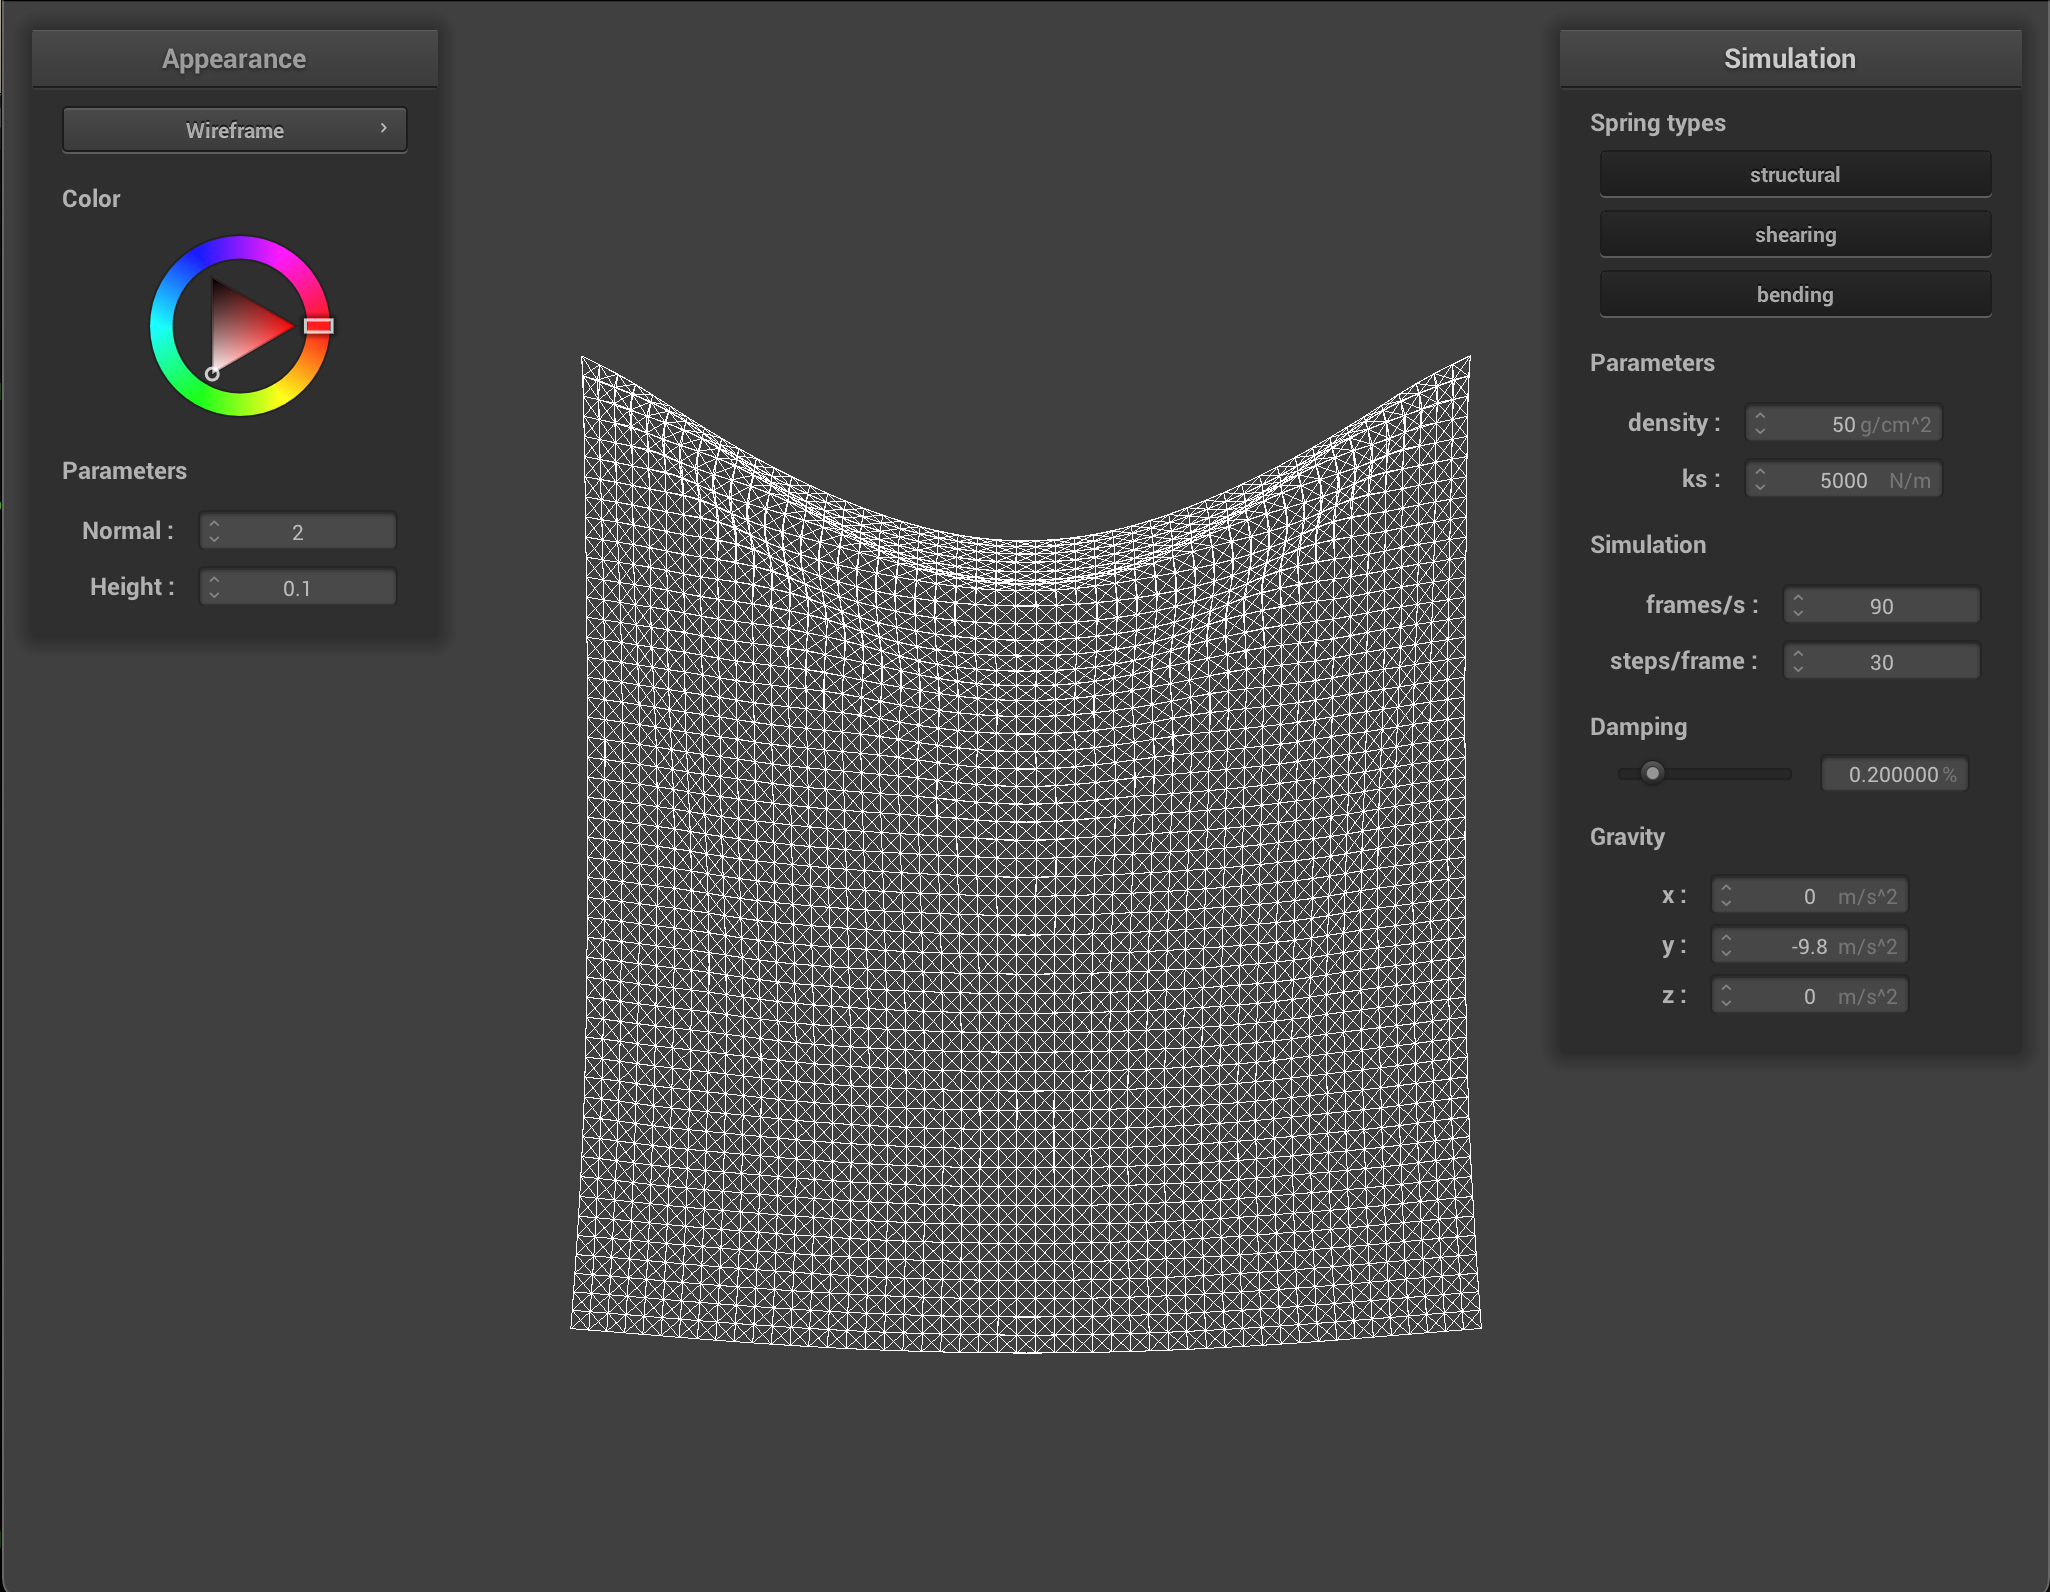 Appearance
Wireframe
Color
Parameters
Normal : 2
Height : 0.1
Simulation
Spring types
structural
shearing
bending
Parameters
density : 50 g/cm^2
ks : 5000 N/m
Simulation
frames/s : 90
steps/frame : 30
Damping
0.200000 %
Gravity
x : 0 m/s^2
y : -9.8 m/s^2
z : 0 m/s^2